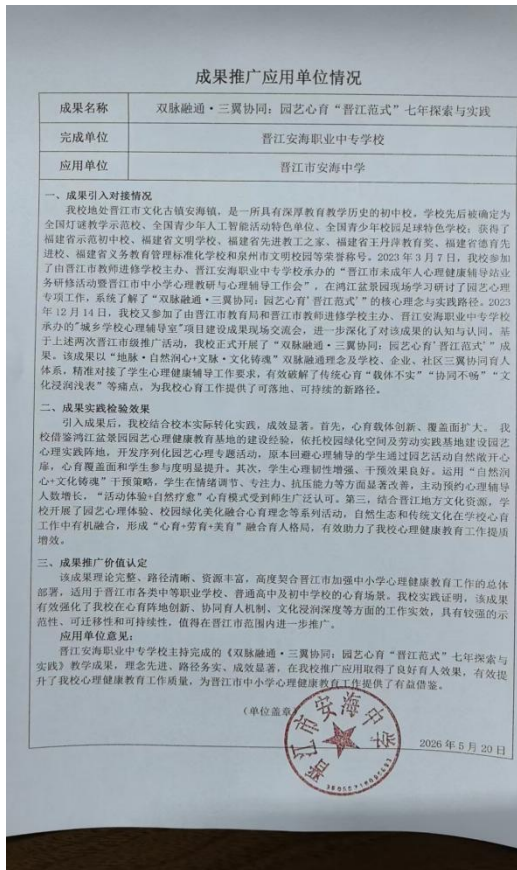 成果推广应用单位情况
成果名称 双脉融通·三翼协同：园艺心育“晋江范式”七年探索与实践
完成单位 晋江安海职业中专学校
应用单位 晋江市安海中学
一、成果引入对接情况
我校地处晋江市文化古镇安海镇，是一所具有深厚教育教学历史的初中校，学校先后被确定为
全国灯谜教学示范校、全国青少年人工智能活动特色单位、全国青少年校园足球特色学校；获得了
福建省示范初中校、福建省文明学校、福建省先进教工之家、福建省王丹萍教育奖、福建省德育先
进校、福建省义务教育管理标准化学校和泉州市文明校园等荣誉称号。2023年3月7日，我校参加
了由晋江市教师进修学校主办、晋江安海职业中专学校承办的“晋江市未成年人心理健康辅导站业
务研修活动暨晋江市中小学心理教研与心理辅导工作会”，在鸿江盆景园现场学习研讨了园艺心理
专项工作，系统了解了“双脉融通·三翼协同：园艺心育‘晋江范式’”的核心理念与实践路径。2023
年12月14日，我校又参加了由晋江市教育局和晋江市教师进修学校主办、晋江安海职业中专学校
承办的“城乡学校心理辅导室”项目建设成果现场交流会，进一步深化了对该成果的认知与认同。基
于上述两次晋江市级推广活动，我校正式开展了“双脉融通·三翼协同：园艺心育‘晋江范式’”成
果。该成果以“地脉·自然润心+文脉·文化铸魂”双脉融通理念及学校、企业、社区三翼协同育人
体系，精准对接了学生心理健康辅导工作要求，有效破解了传统心育“载体不实”“协同不畅”“文
化浸润浅表”等痛点，为我校心育工作提供了可落地、可持续的新路径。
二、成果实践检验效果
引入成果后，我校结合校本实际转化实践，成效显著。首先，心育载体创新、覆盖面扩大。我
校借鉴鸿江盆景园园艺心理健康教育基地的建设经验，依托校园绿化空间及劳动实践基地建设园艺
心理实践阵地，开发序列化园艺心理专题活动，原本回避心理辅导的学生通过园艺活动自然敞开心
扉，心育覆盖面和学生参与度明显提升。其次，学生心理韧性增强、干预效果良好。运用“自然润
心+文化铸魂”干预策略，学生在情绪调节、专注力、抗压能力等方面显著改善，主动预约心理辅导
人数增长，“活动体验+自然疗愈”心育模式受到师生广泛认可。第三，结合晋江地方文化资源，学
校开展了园艺心理体验、校园绿化美化融合心育理念等系列活动，自然生态和传统文化在学校心育
工作中有机融合，形成“心育+劳育+美育”融合育人格局，有效助力了我校心理健康教育工作提质
增效。
三、成果推广价值认定
该成果理论完整、路径清晰、资源丰富，高度契合晋江市加强中小学心理健康教育工作的总体
部署，适用于晋江市各类中等职业学校、普通高中及初中学校的心育场景。我校实践证明，该成果
有效强化了我校在心育阵地创新、协同育人机制、文化浸润深度等方面的工作实效，具有较强的示
范性、可迁移性和可持续性，值得在晋江市范围内进一步推广。
应用单位意见：
晋江安海职业中专学校主持完成的《双脉融通·三翼协同：园艺心育“晋江范式”七年探索与
实践》教学成果，理念先进、路径务实、成效显著，在我校推广应用取得了良好育人效果，有效提
升了我校心理健康教育工作质量，为晋江市中小学心理健康教育工作提供了有益借鉴。
（单位盖章）
晋江市安海中学
2026年5月20日